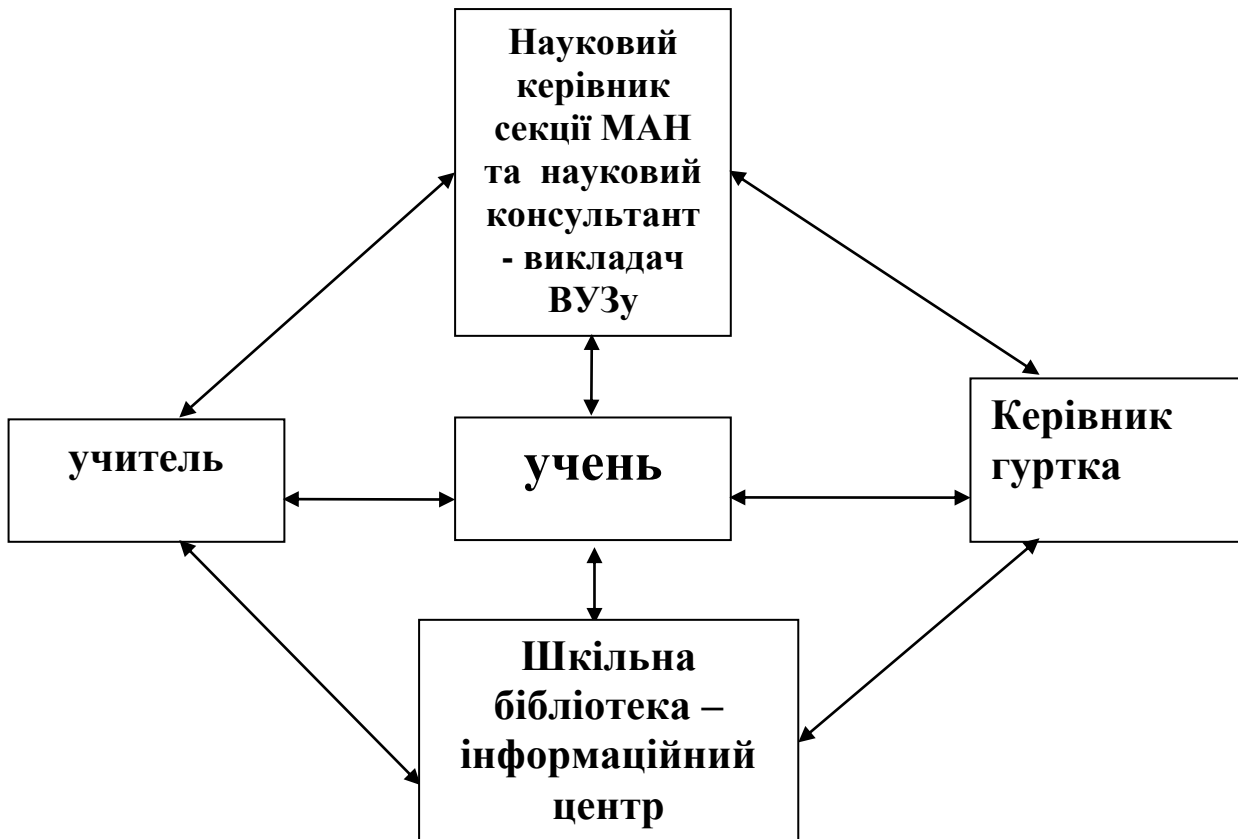 Науковий
керівник
секції МАН
та науковий
консультант
- викладач
ВУЗу
учитель
учень
Керівник
гуртка
Шкільна
бібліотека –
інформаційний
центр